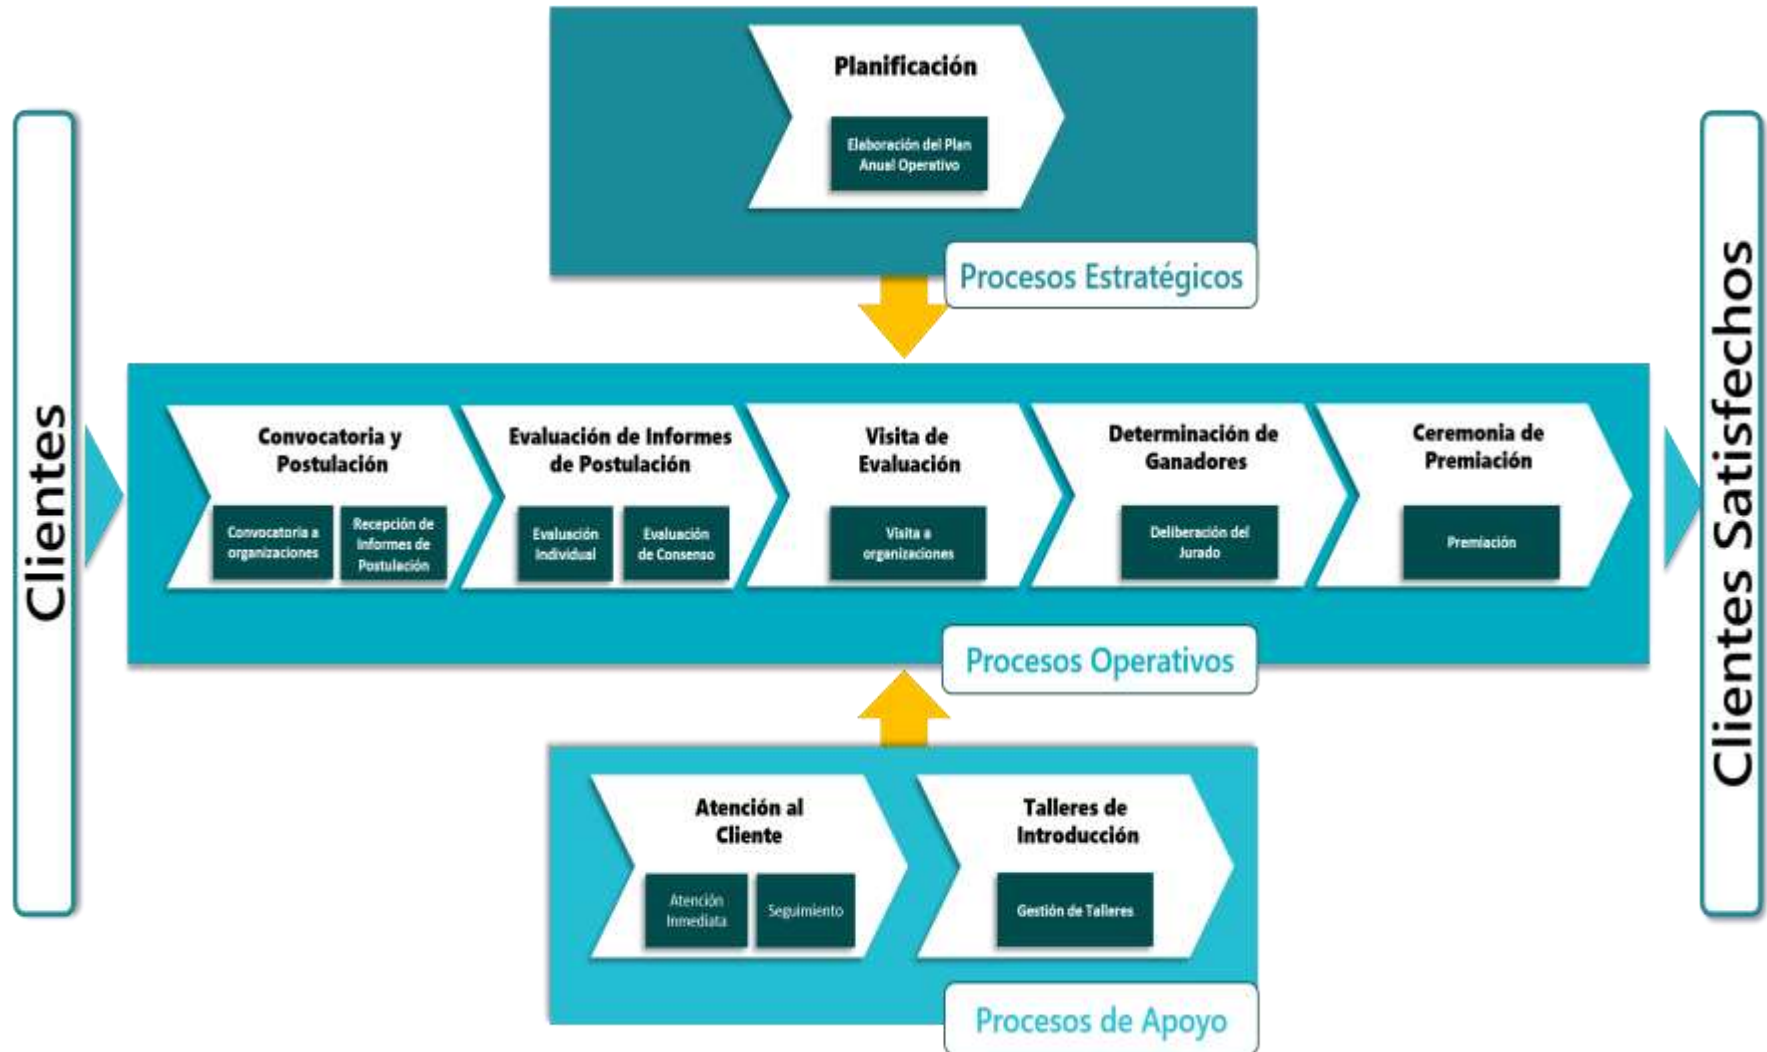 Planificación
Elaboración del Plan
Anual Operativo
Procesos Estratégicos
Clientes
Convocatoria y
Postulación
Convocatoria a
organizaciones
Recepción de
Informes de
Postulación
Evaluación de Informes
de Postulación
Evaluación
Individual
Evaluación
de Consenso
Visita de
Evaluación
Visita a
organizaciones
Determinación de
Ganadores
Deliberación del
Jurado
Ceremonia de
Premiación
Premiación
Clientes Satisfechos
Procesos Operativos
Atención al
Cliente
Atención
Inmediata
Seguimiento
Talleres de
Introducción
Gestión de Talleres
Procesos de Apoyo